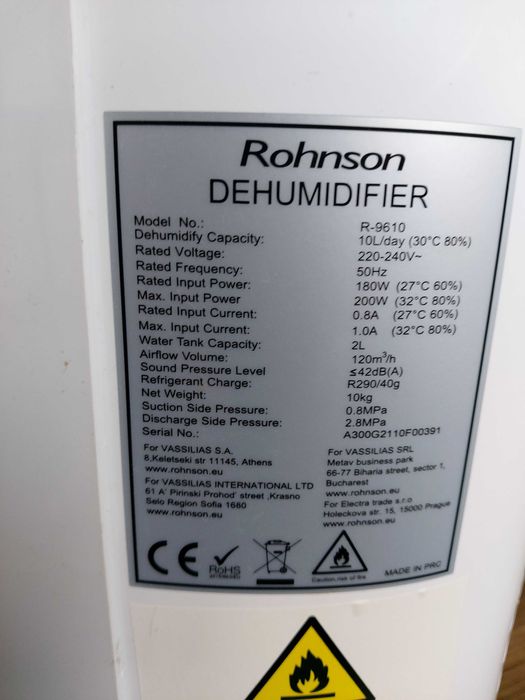 Rohnson
DEHUMIDIFIER
Model No.: R-9610
Dehumidify Capacity: 10L/day (30°C 80%)
Rated Voltage: 220-240V~
Rated Frequency: 50Hz
Rated Input Power: 180W (27°C 60%)
Max. Input Power 200W (32°C 80%)
Rated Input Current: 0.8A (27°C 60%)
Max. Input Current: 1.0A (32°C 80%)
Water Tank Capacity: 2L
Airflow Volume: 120m³/h
Sound Pressure Level ≤42dB(A)
Refrigerant Charge: R290/40g
Net Weight: 10kg
Suction Side Pressure: 0.8MPa
Discharge Side Pressure: 2.8MPa
Serial No.: A300G2110F00391
For VASSILIAS S.A.
8,Keletseki str 11145, Athens
www.rohnson.eu
For VASSILIAS INTERNATIONAL LTD
61 A' Pirinski Prohod' street ,Krasno
Selo Region Sofia 1680
www.rohnson.eu
For VASSILIAS SRL
Metav business park
66-77 Biharia street, sector 1,
Bucharest
www.rohnson.eu
For Electra trade s.r.o
Holeckova str. 15, 15000 Prague
www.rohnson.eu
CE
RoHS
Caution,risk of fire
MADE IN PRC